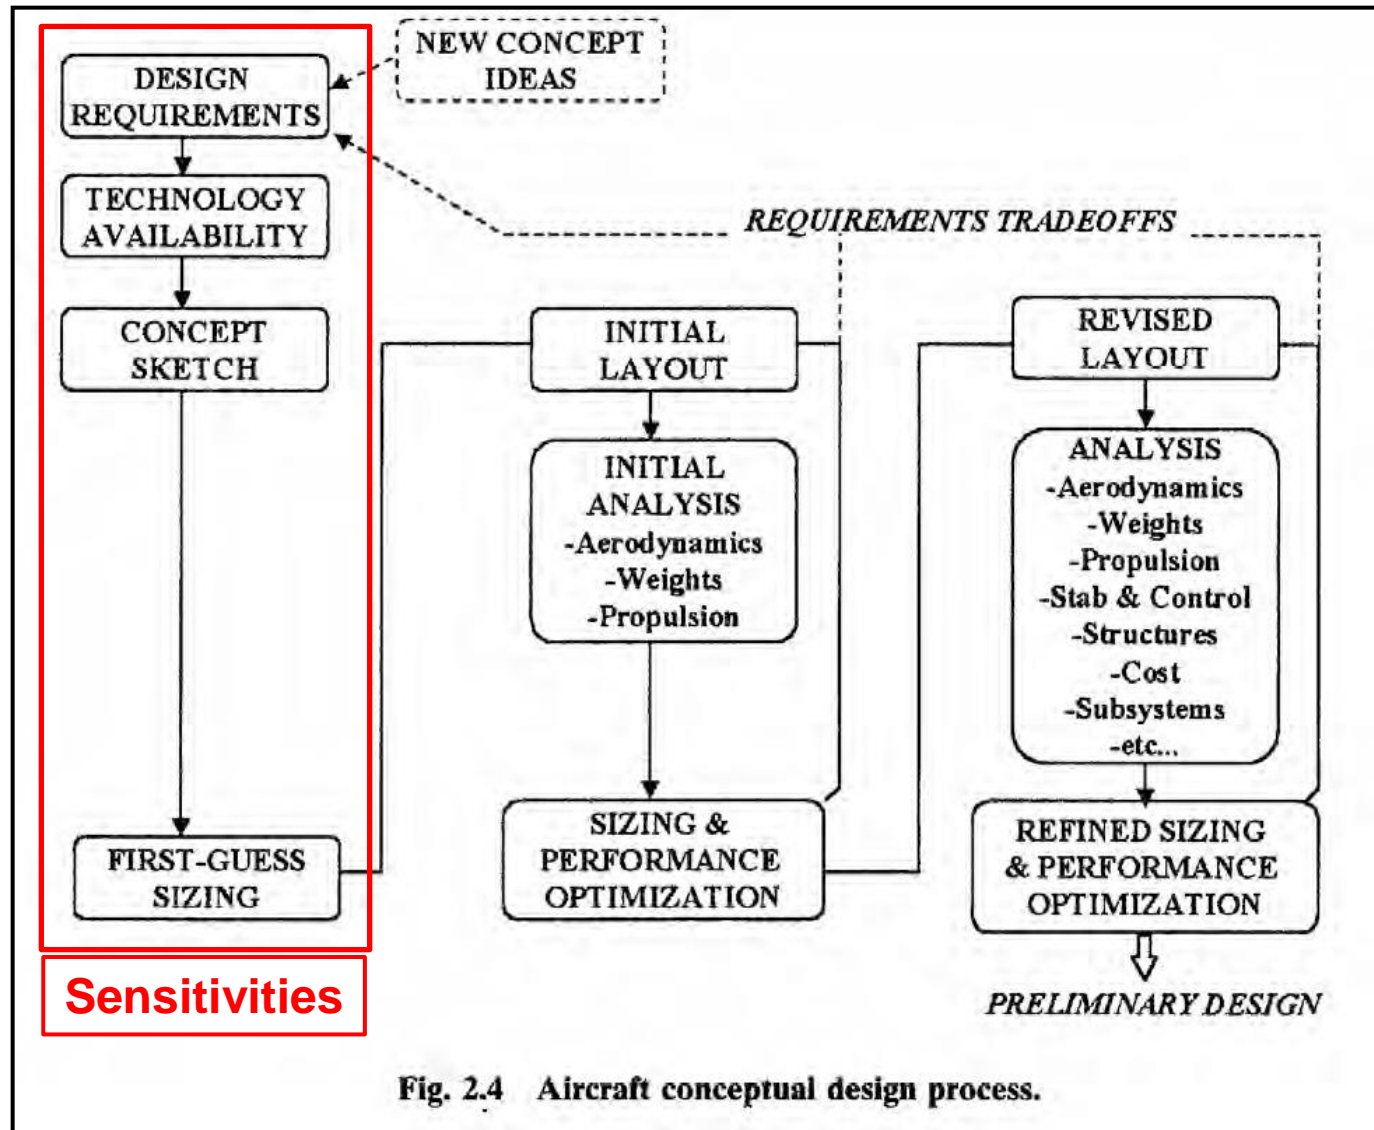 DESIGN
REQUIREMENTS
NEW CONCEPT
IDEAS
TECHNOLOGY
AVAILABILITY
REQUIREMENTS TRADEOFFS
CONCEPT
SKETCH
FIRST-GUESS
SIZING
Sensitivities
INITIAL
LAYOUT
INITIAL
ANALYSIS
-Aerodynamics
-Weights
-Propulsion
SIZING &
PERFORMANCE
OPTIMIZATION
REVISED
LAYOUT
ANALYSIS
-Aerodynamics
-Weights
-Propulsion
-Stab & Control
-Structures
-Cost
-Subsystems
-etc...
REFINED SIZING
& PERFORMANCE
OPTIMIZATION
PRELIMINARY DESIGN
Fig. 2.4 Aircraft conceptual design process.